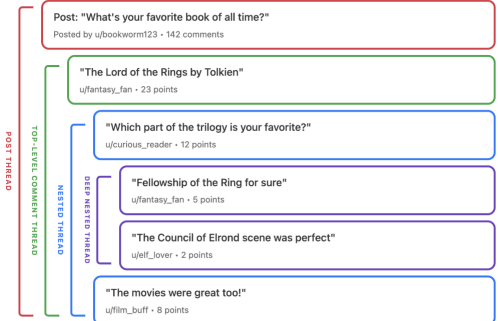 Post: "What's your favorite book of all time?"
Posted by u/bookworm123 • 142 comments
"The Lord of the Rings by Tolkien"
u/fantasy_fan • 23 points
"Which part of the trilogy is your favorite?"
u/curious_reader • 12 points
"Fellowship of the Ring for sure"
u/fantasy_fan • 5 points
"The Council of Elrond scene was perfect"
u/elf_lover • 2 points
"The movies were great too!"
u/film_buff • 8 points
POST THREAD
TOP-LEVEL COMMENT THREAD
NESTED THREAD
DEEP NESTED THREAD